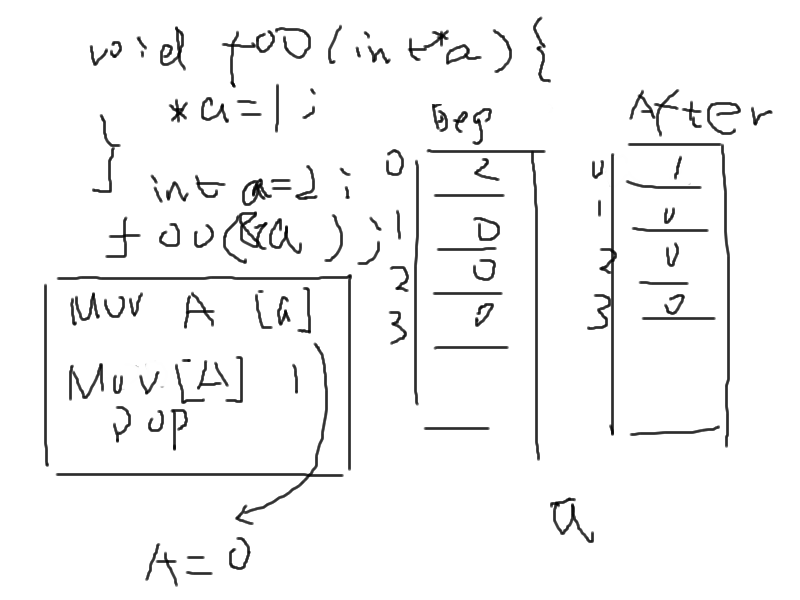 void foo(int*a) {
*a=1;
}
int a=2;
foo(&a );
Mov A [a]
Mov [A] 1
pop
A=0
Beg
0 2
1 0
2 0
3 0
After
0 1
1 0
2 0
3 0
a